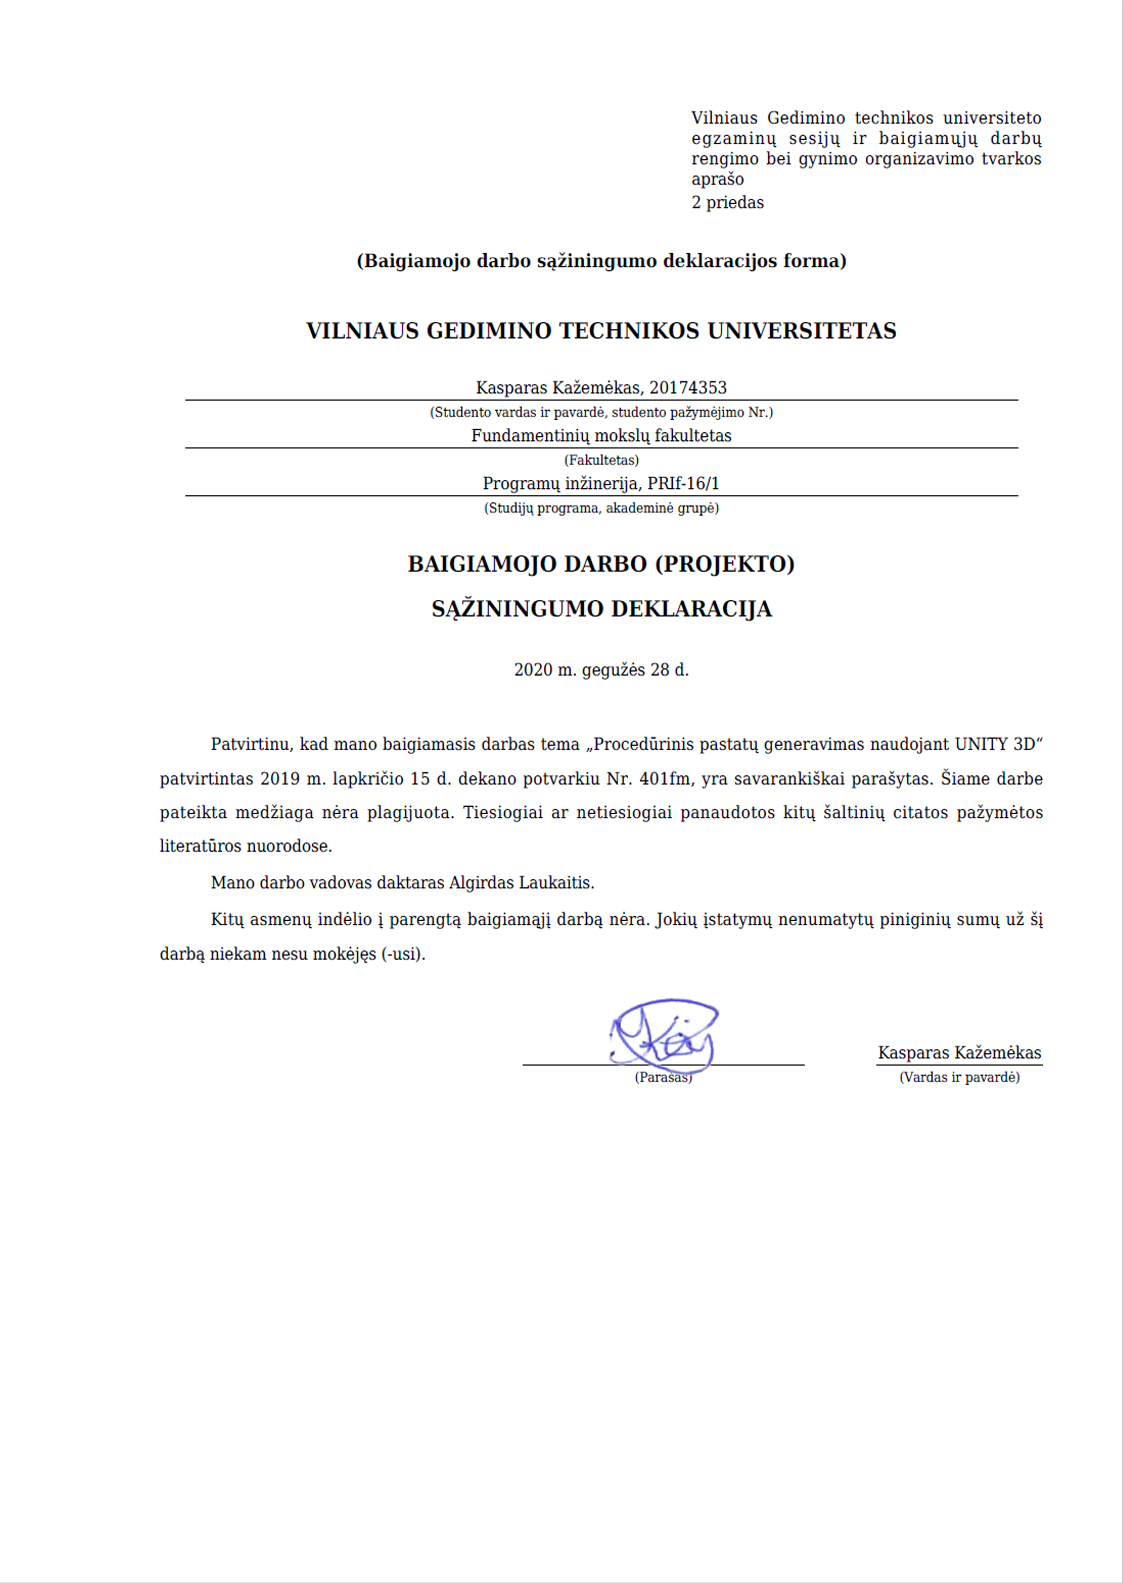 Vilniaus Gedimino technikos universiteto
egzaminų sesijų ir baigiamųjų darbų
rengimo bei gynimo organizavimo tvarkos
aprašo
2 priedas
(Baigiamojo darbo sąžiningumo deklaracijos forma)
VILNIAUS GEDIMINO TECHNIKOS UNIVERSITETAS
Kasparas Kažemėkas, 20174353
(Studento vardas ir pavardė, studento pažymėjimo Nr.)
Fundamentinių mokslų fakultetas
(Fakultetas)
Programų inžinerija, PRIf-16/1
(Studijų programa, akademinė grupė)
BAIGIAMOJO DARBO (PROJEKTO)
SĄŽININGUMO DEKLARACIJA
2020 m. gegužės 28 d.
Patvirtinu, kad mano baigiamasis darbas tema „Procedūrinis pastatų generavimas naudojant UNITY 3D“
patvirtintas 2019 m. lapkričio 15 d. dekano potvarkiu Nr. 401fm, yra savarankiškai parašytas. Šiame darbe
pateikta medžiaga nėra plagijuota. Tiesiogiai ar netiesiogiai panaudotos kitų šaltinių citatos pažymėtos
literatūros nuorodose.
Mano darbo vadovas daktaras Algirdas Laukaitis.
Kitų asmenų indėlio į parengtą baigiamąjį darbą nėra. Jokių įstatymų nenumatytų piniginių sumų už šį
darbą niekam nesu mokėjęs (-usi).
Kasparas Kažemėkas
(Parašas) (Vardas ir pavardė)